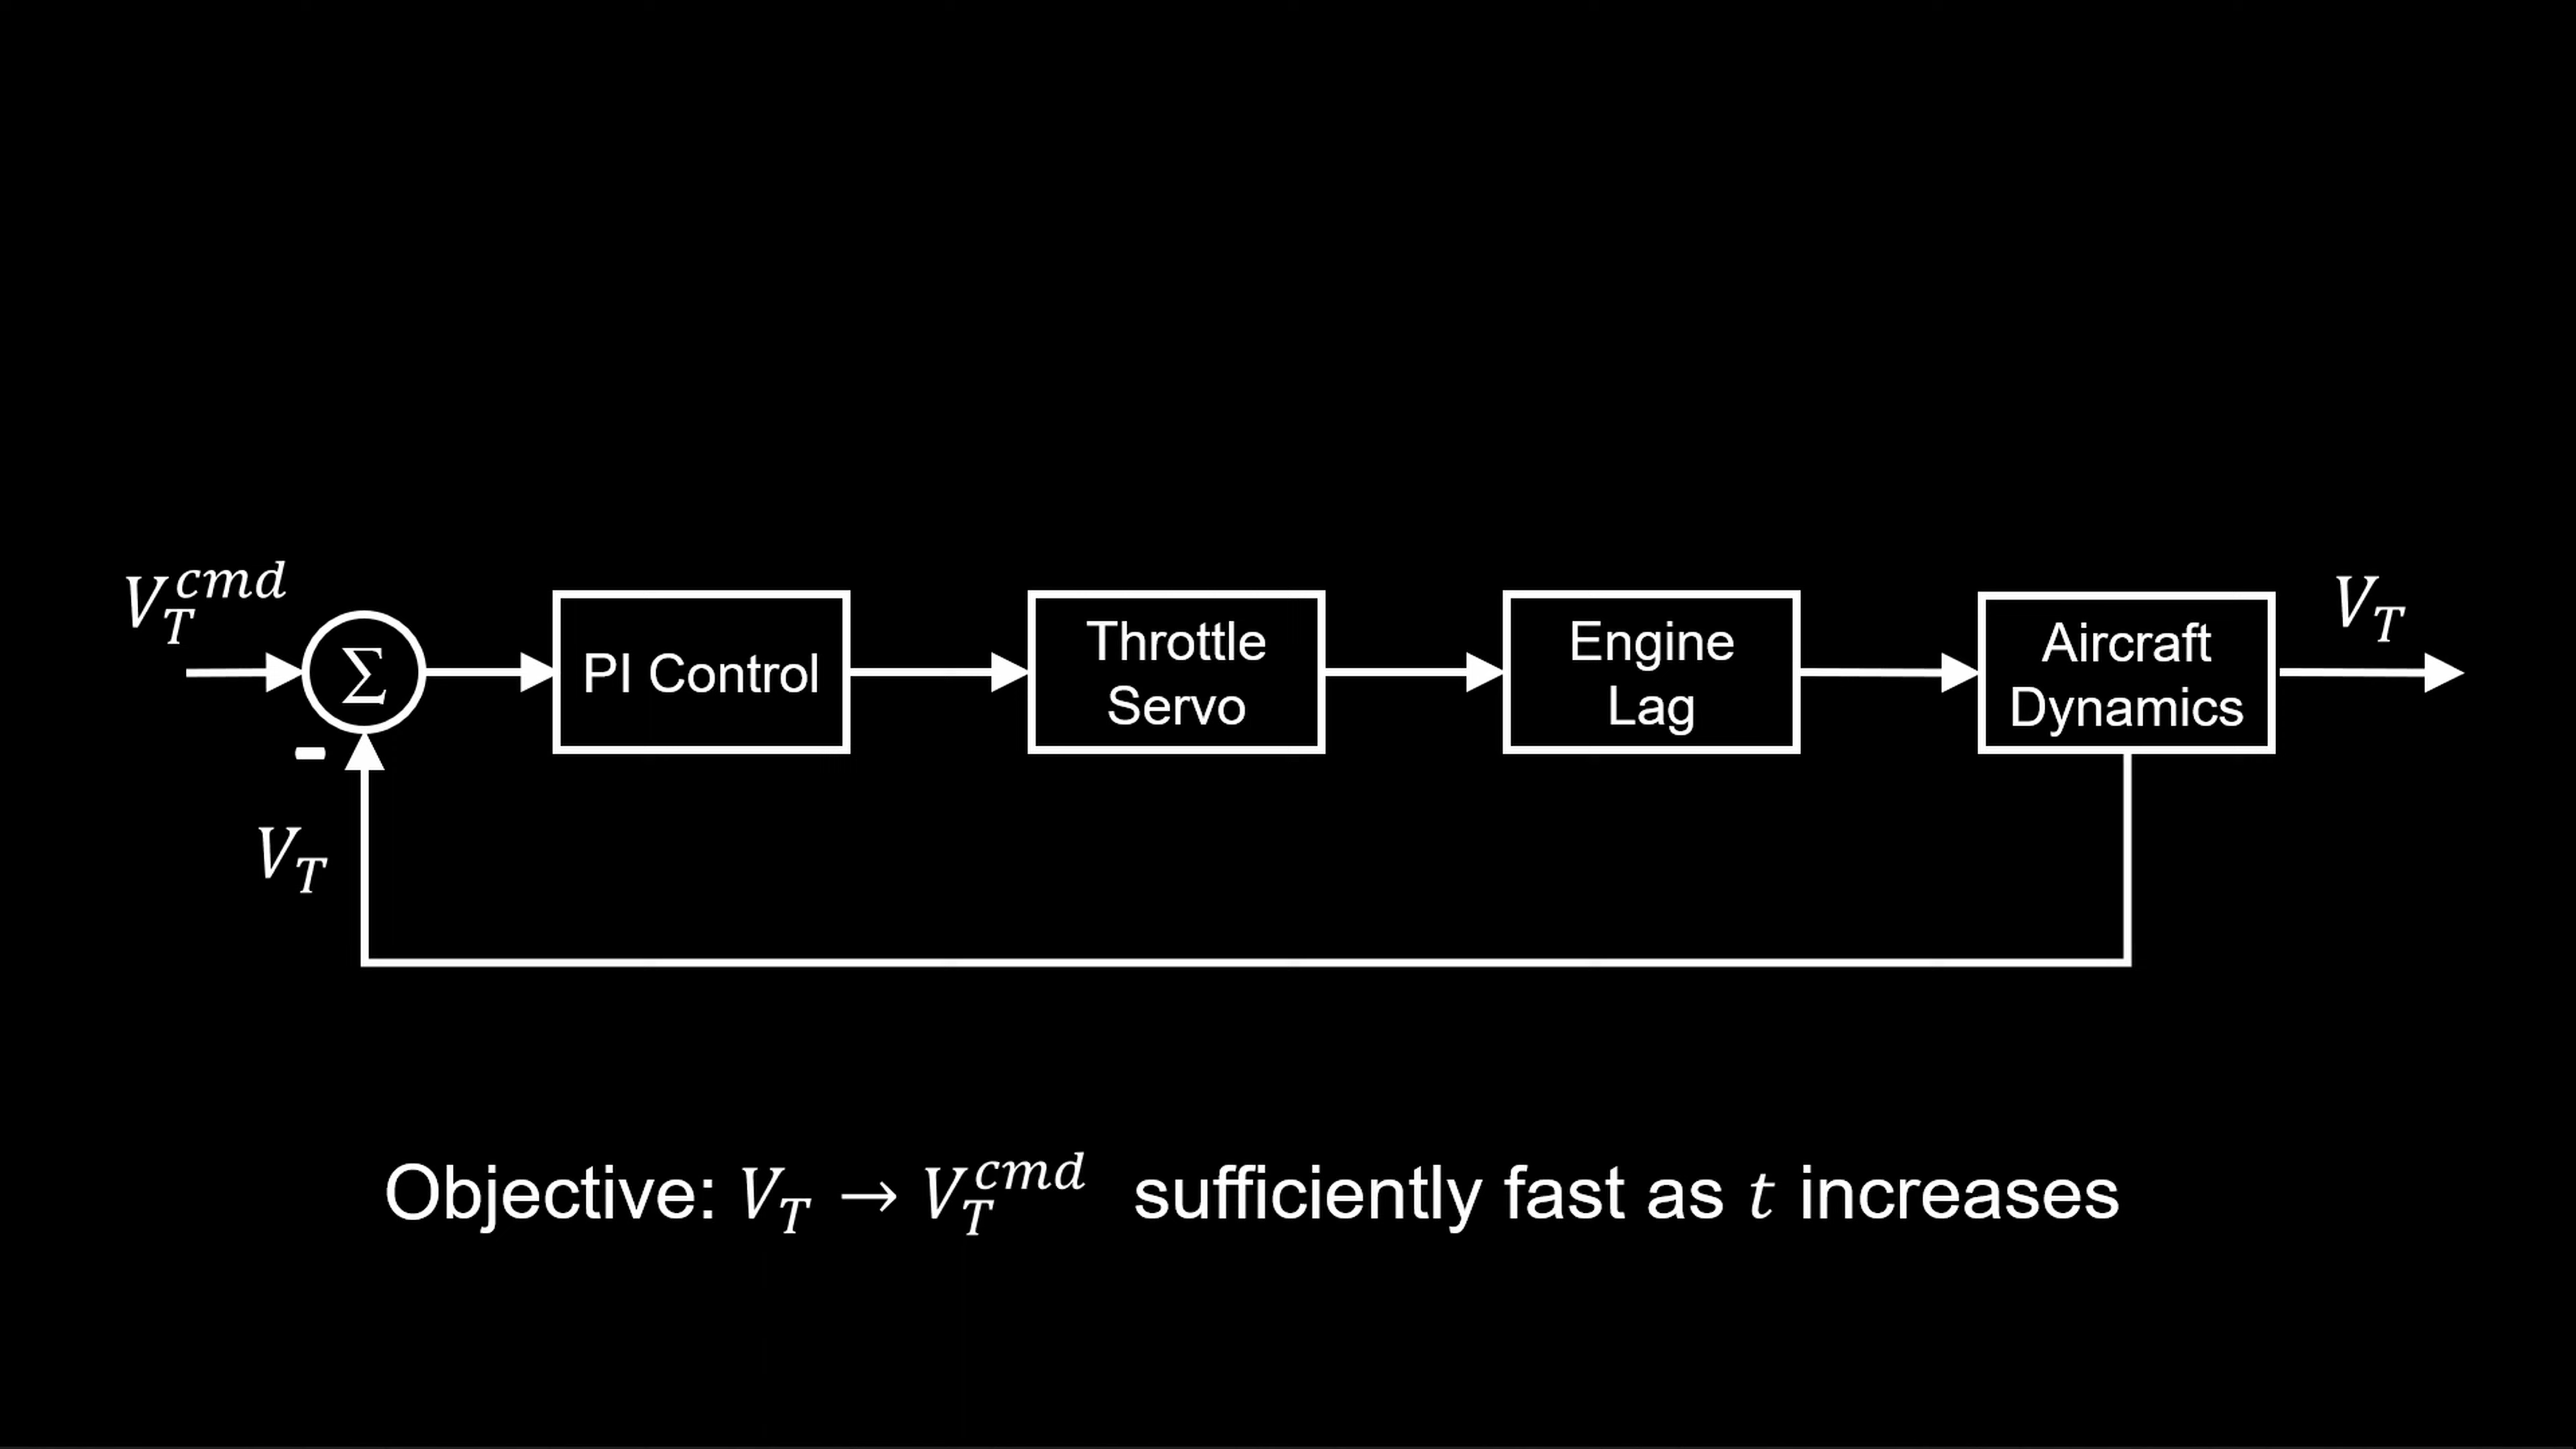 V_T^{cmd}
Σ
-
V_T
PI Control
Throttle
Servo
Engine
Lag
Aircraft
Dynamics
V_T
Objective: V_T → V_T^{cmd} sufficiently fast as t increases